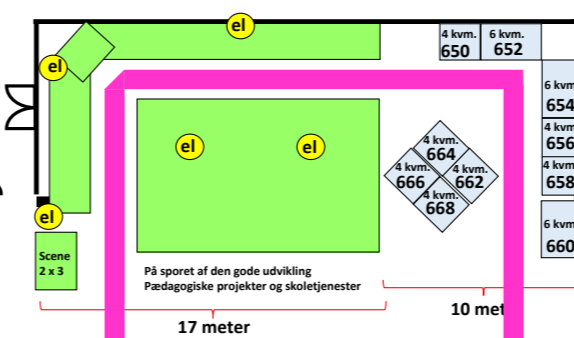 el
4 kvm.
650
6 kvm.
652
el
6 kvm
654
4 kvm
656
4 kvm
658
6 kvm
660
el
el
4 kvm.
664
4 kvm.
666
4 kvm.
662
4 kvm.
668
el
Scene
2 x 3
På sporet af den gode udvikling
Pædagogiske projekter og skoletjenester
17 meter
10 met